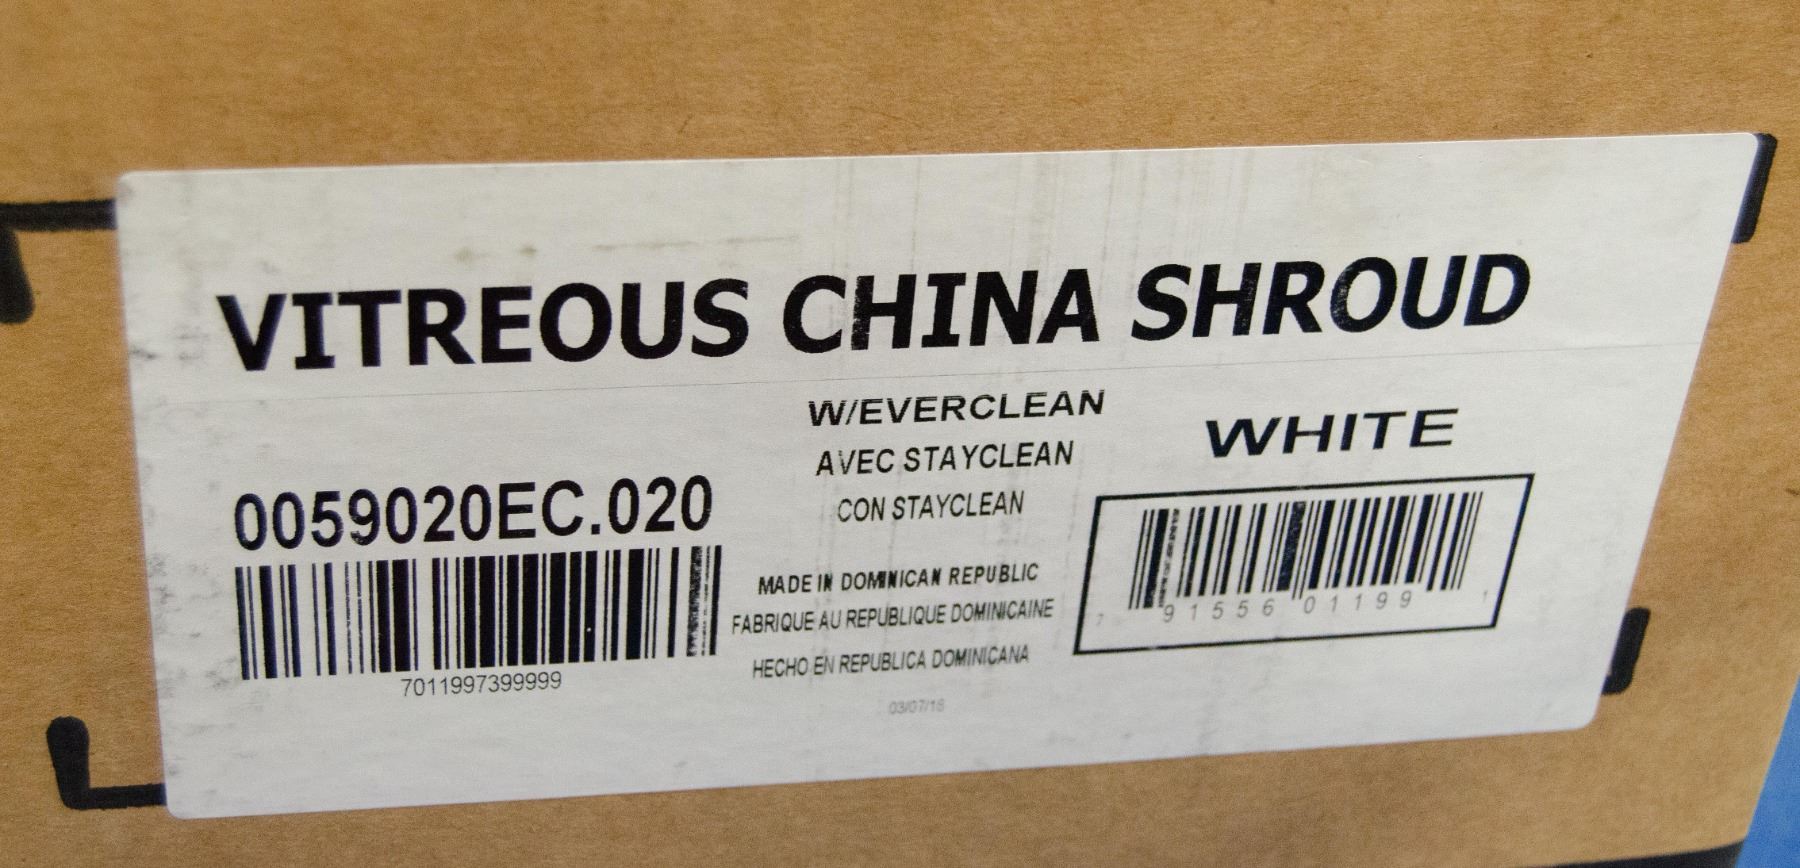 VITREOUS CHINA SHROUD
W/EVERCLEAN
AVEC STAYCLEAN
CON STAYCLEAN
WHITE
0059020EC.020
7011997399999
MADE IN DOMINICAN REPUBLIC
FABRIQUE AU REPUBLIQUE DOMINICAINE
HECHO EN REPUBLICA DOMINICANA
03/07/18
7 91556 01199 1